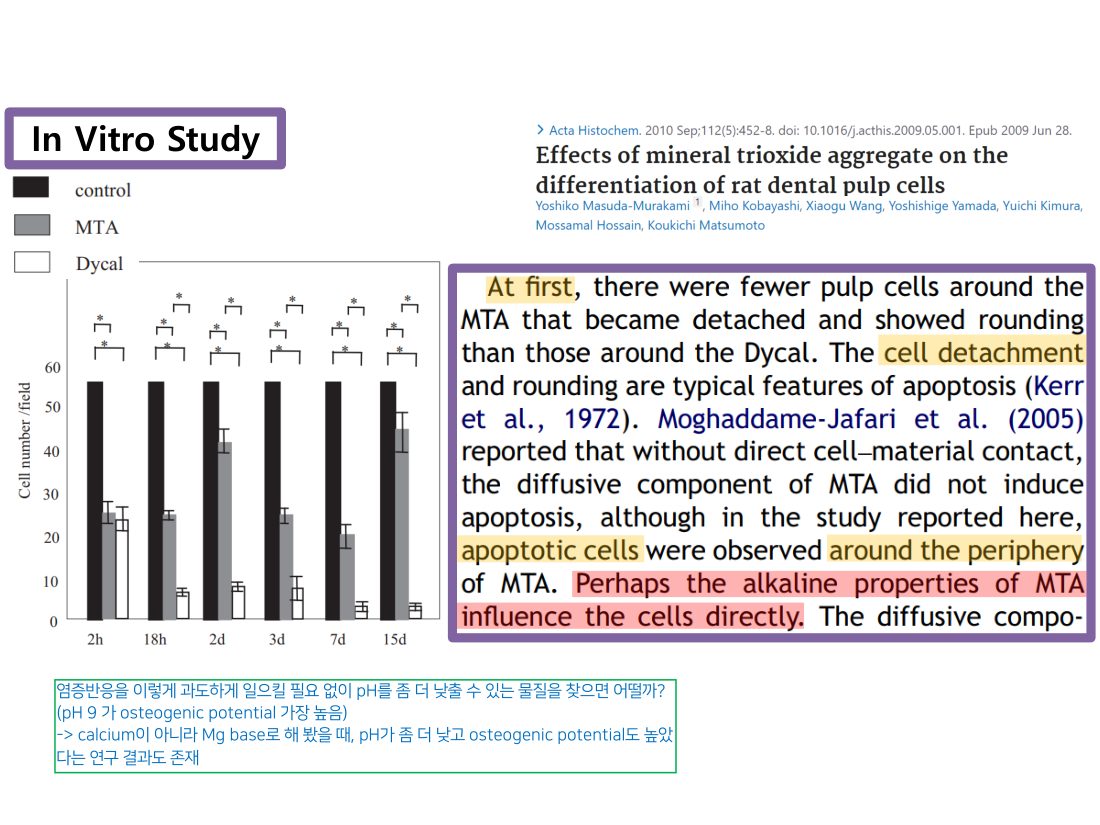 In Vitro Study
control
MTA
Dycal
Cell number /field
60
50
40
30
20
10
0
* * * * * * * * * * * * * * * * *
2h 18h 2d 3d 7d 15d
> Acta Histochem. 2010 Sep;112(5):452-8. doi: 10.1016/j.acthis.2009.05.001. Epub 2009 Jun 28.
Effects of mineral trioxide aggregate on the
differentiation of rat dental pulp cells
Yoshiko Masuda-Murakami 1, Miho Kobayashi, Xiaogu Wang, Yoshishige Yamada, Yuichi Kimura,
Mossamal Hossain, Koukichi Matsumoto
At first, there were fewer pulp cells around the
MTA that became detached and showed rounding
than those around the Dycal. The cell detachment
and rounding are typical features of apoptosis (Kerr
et al., 1972). Moghaddame-Jafari et al. (2005)
reported that without direct cell–material contact,
the diffusive component of MTA did not induce
apoptosis, although in the study reported here,
apoptotic cells were observed around the periphery
of MTA. Perhaps the alkaline properties of MTA
influence the cells directly. The diffusive compo-
염증반응을 이렇게 과도하게 일으킬 필요 없이 pH를 좀 더 낮출 수 있는 물질을 찾으면 어떨까?
(pH 9 가 osteogenic potential 가장 높음)
-> calcium이 아니라 Mg base로 해 봤을 때, pH가 좀 더 낮고 osteogenic potential도 높았
다는 연구 결과도 존재